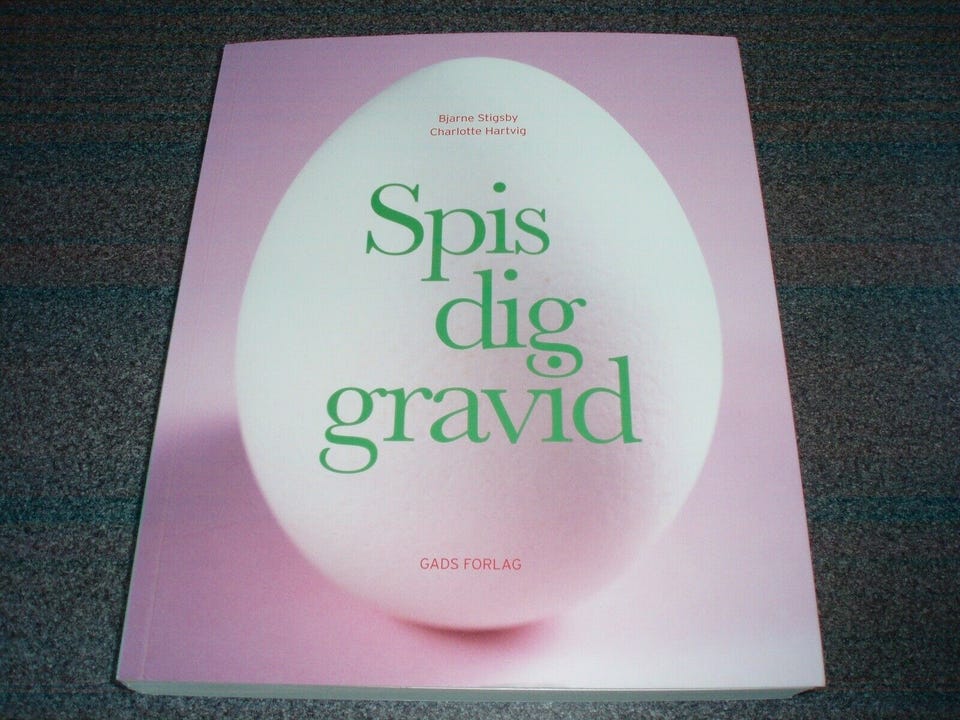 Bjarne Stigsby
Charlotte Hartvig
Spis
dig
gravid
GADS FORLAG